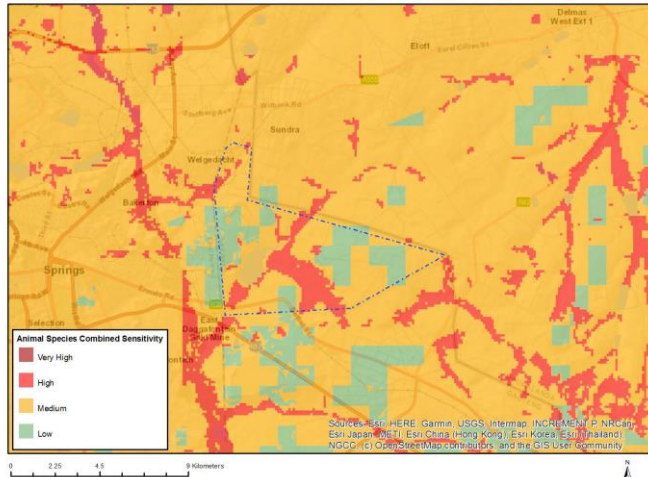 Delmas
West Ext 1
Eloff
Sundra
Welgedacht
Springs
Selection
East
Daggafontein
Gold Mine
Animal Species Combined Sensitivity
Very High
High
Medium
Low
Sources: Esri, HERE, Garmin, USGS, Intermap, INCREMENT P, NRCan,
Esri Japan, METI, Esri China (Hong Kong), Esri Korea, Esri (Thailand),
NGCC, (c) OpenStreetMap contributors, and the GIS User Community
0 2.25 4.5 9 Kilometers
N